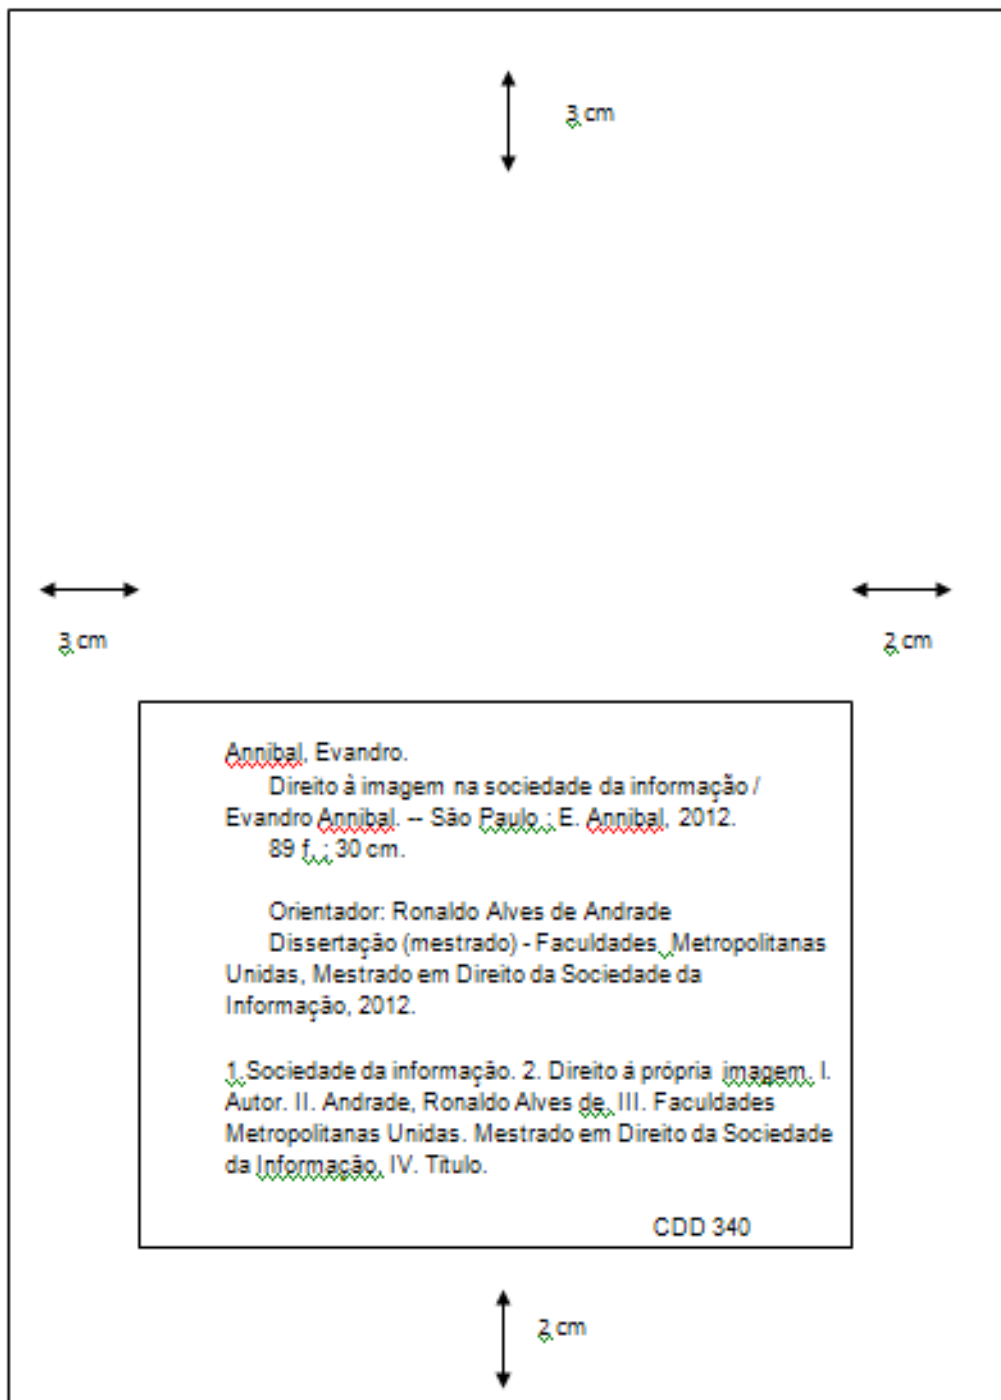 3 cm
3 cm
2 cm
Annibal, Evandro.
Direito à imagem na sociedade da informação /
Evandro Annibal. -- São Paulo : E. Annibal, 2012.
89 f. ; 30 cm.
Orientador: Ronaldo Alves de Andrade
Dissertação (mestrado) - Faculdades Metropolitanas
Unidas, Mestrado em Direito da Sociedade da
Informação, 2012.
1.Sociedade da informação. 2. Direito á própria imagem. I.
Autor. II. Andrade, Ronaldo Alves de. III. Faculdades
Metropolitanas Unidas. Mestrado em Direito da Sociedade
da Informação. IV. Título.
CDD 340
2 cm